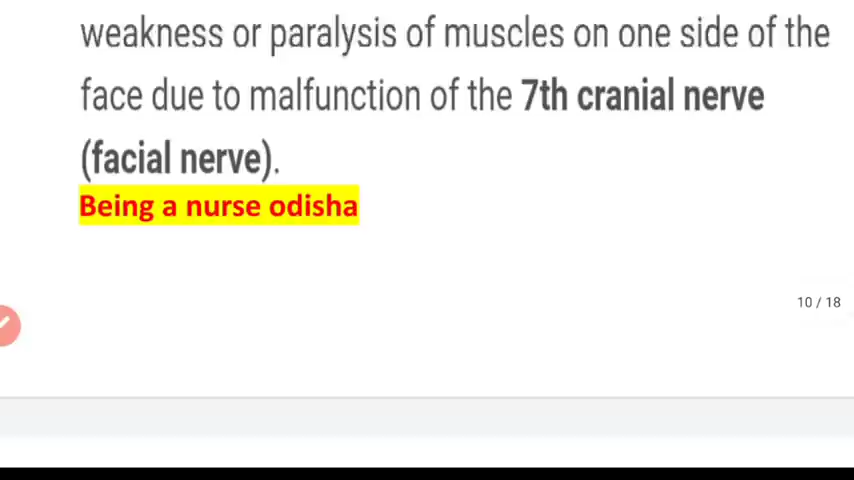 weakness or paralysis of muscles on one side of the
face due to malfunction of the 7th cranial nerve
(facial nerve).
Being a nurse odisha
10 / 18